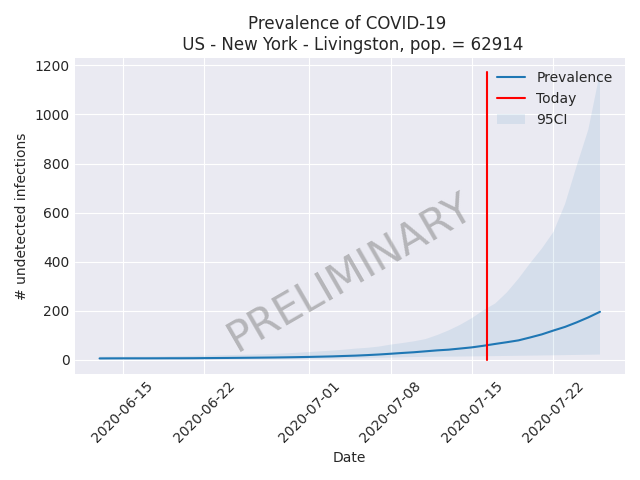 Prevalence of COVID-19
US - New York - Livingston, pop. = 62914
1200
1000
800
600
400
200
0
# undetected infections
Prevalence
Today
95CI
PRELIMINARY
2020-06-15
2020-06-22
2020-07-01
2020-07-08
2020-07-15
2020-07-22
Date